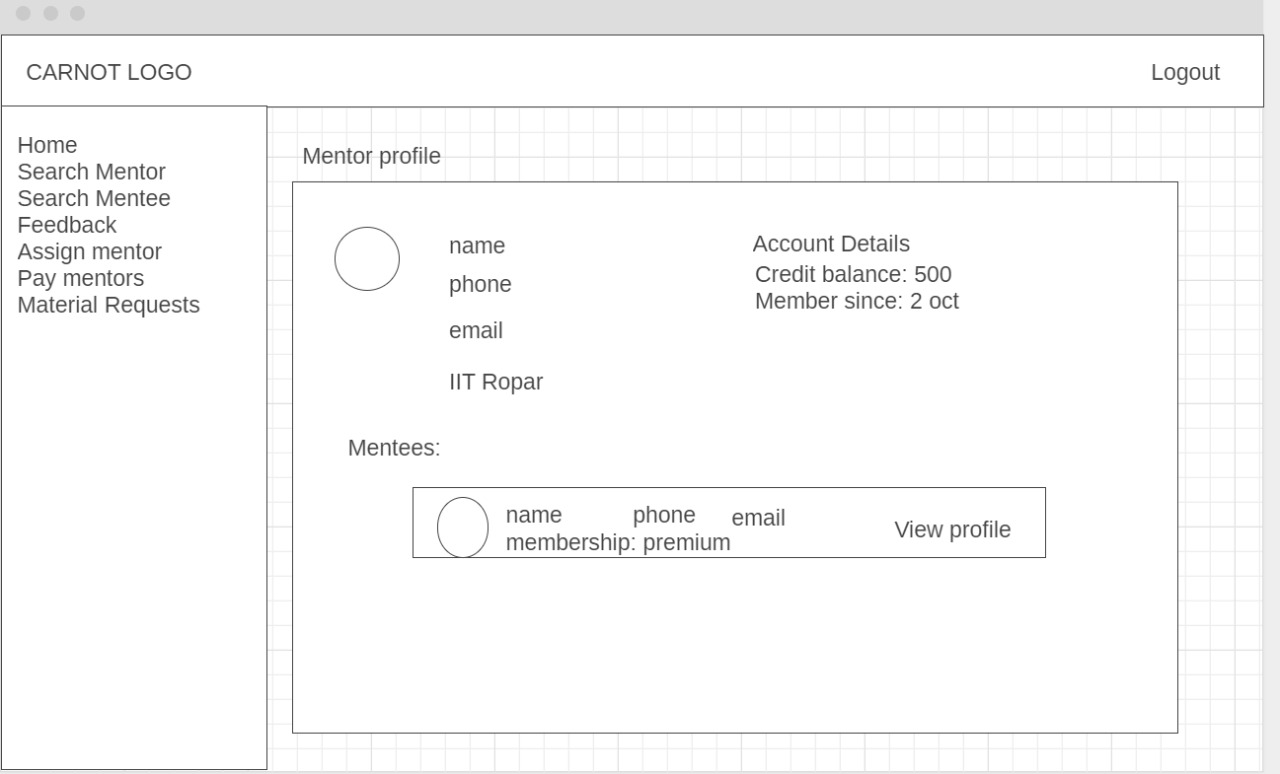 CARNOT LOGO
Logout
Home
Search Mentor
Search Mentee
Feedback
Assign mentor
Pay mentors
Material Requests
Mentor profile
name
phone
email
IIT Ropar
Account Details
Credit balance: 500
Member since: 2 oct
Mentees:
name phone email
membership: premium
View profile